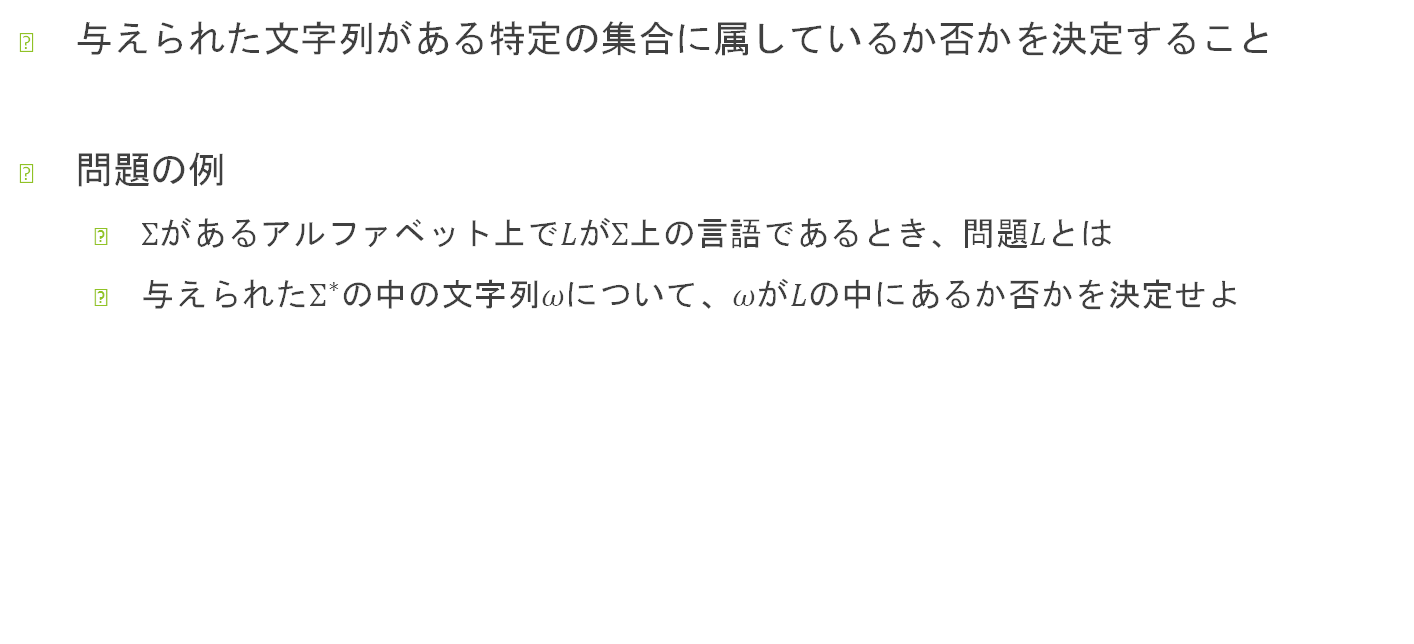 与えられた文字列がある特定の集合に属しているか否かを決定すること
問題の例
Σがあるアルファベット上でLがΣ上の言語であるとき、問題Lとは
与えられたΣ*の中の文字列ωについて、ωがLの中にあるか否かを決定せよ